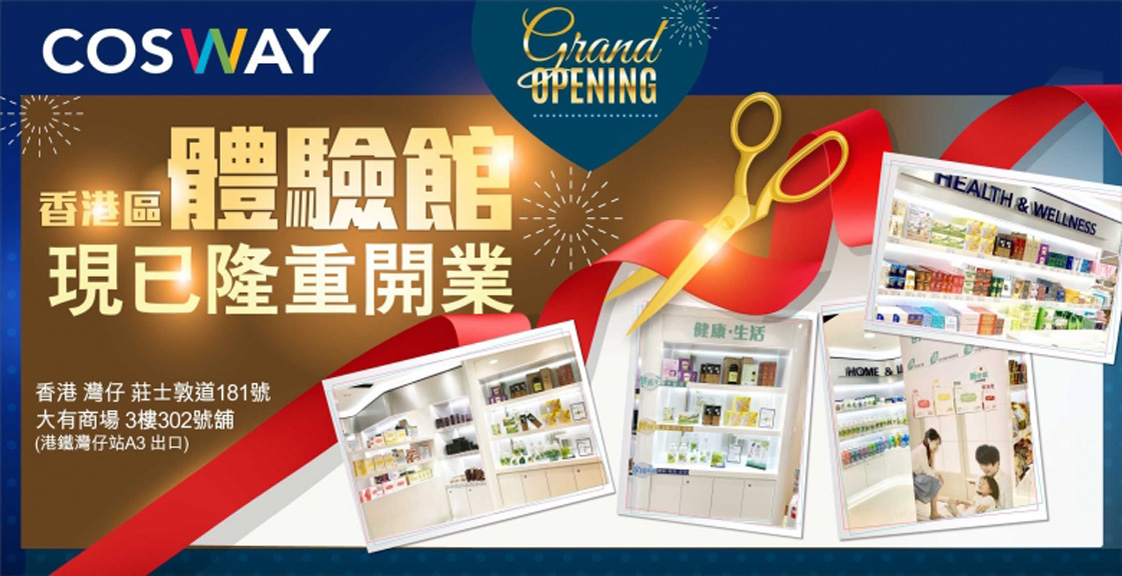 COSWAY
Grand
OPENING
香港區體驗館
現已隆重開業
香港 灣仔 莊士敦道181號
大有商場 3樓302號舖
(港鐵灣仔站A3 出口)
HEALTH & WELLNESS
健康·生活
HOME &